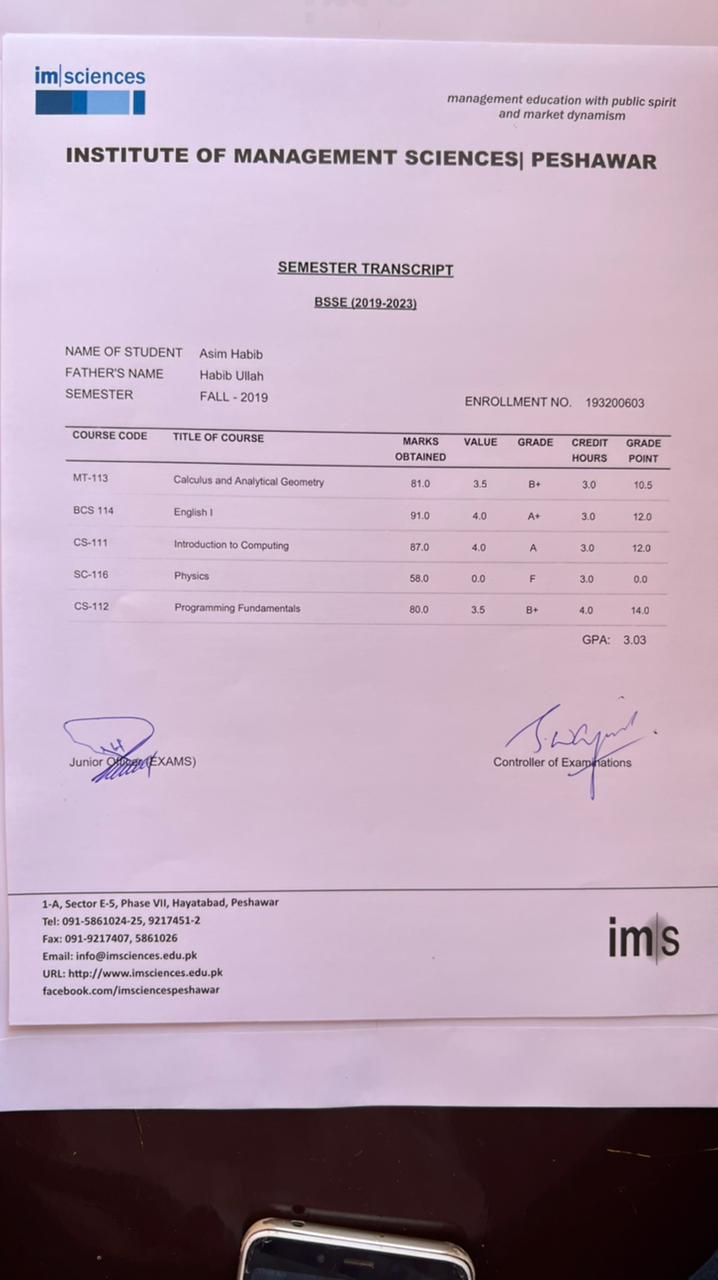 im|sciences
management education with public spirit
and market dynamism
INSTITUTE OF MANAGEMENT SCIENCES| PESHAWAR
SEMESTER TRANSCRIPT
BSSE (2019-2023)
NAME OF STUDENT Asim Habib
FATHER'S NAME Habib Ullah
SEMESTER FALL - 2019
ENROLLMENT NO. 193200603
COURSE CODE TITLE OF COURSE MARKS OBTAINED VALUE GRADE CREDIT HOURS GRADE POINT
MT-113 Calculus and Analytical Geometry 81.0 3.5 B+ 3.0 10.5
BCS 114 English I 91.0 4.0 A+ 3.0 12.0
CS-111 Introduction to Computing 87.0 4.0 A 3.0 12.0
SC-116 Physics 58.0 0.0 F 3.0 0.0
CS-112 Programming Fundamentals 80.0 3.5 B+ 4.0 14.0
GPA: 3.03
Junior Officer (EXAMS)
Controller of Examinations
1-A, Sector E-5, Phase VII, Hayatabad, Peshawar
Tel: 091-5861024-25, 9217451-2
Fax: 091-9217407, 5861026
Email: info@imsciences.edu.pk
URL: http://www.imsciences.edu.pk
facebook.com/imsciencespeshawar
im|s